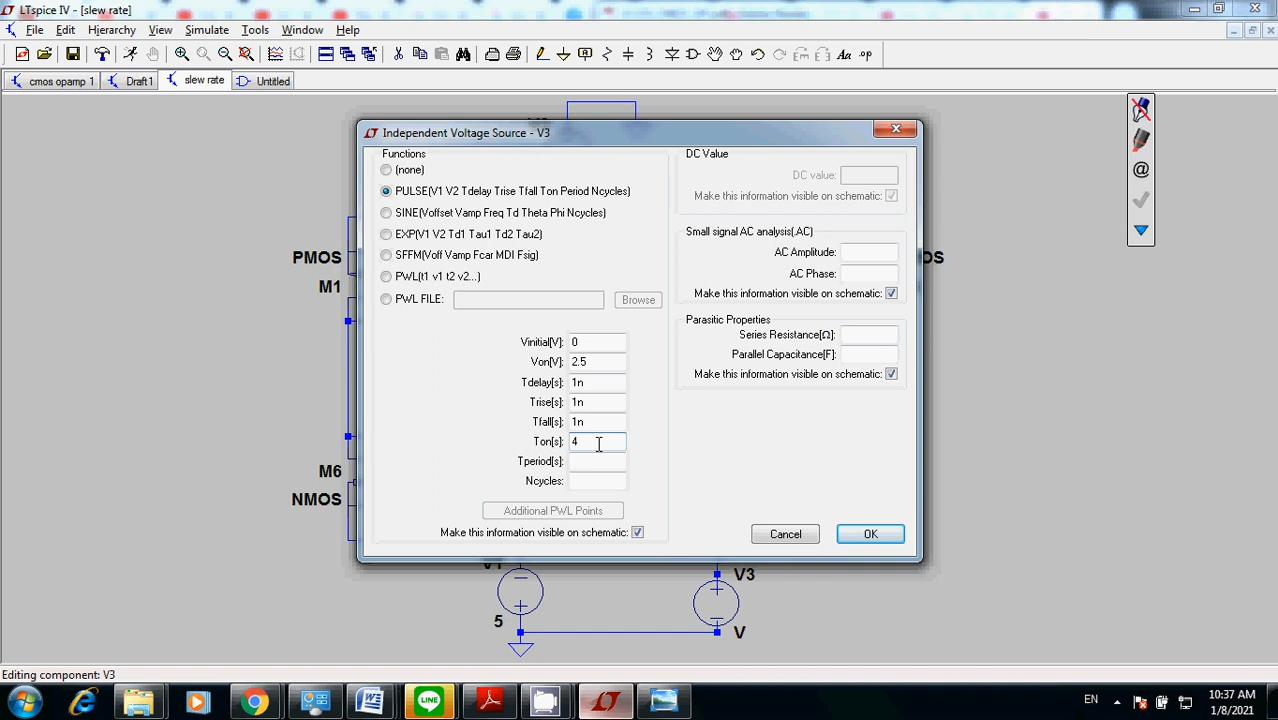 LTspice IV - [slew rate]
File Edit Hierarchy View Simulate Tools Window Help
cmos opamp 1 Draft1 slew rate Untitled
Independent Voltage Source - V3
Functions
(none)
PULSE(V1 V2 Tdelay Trise Tfall Ton Period Ncycles)
SINE(Voffset Vamp Freq Td Theta Phi Ncycles)
EXP(V1 V2 Td1 Tau1 Td2 Tau2)
SFFM(Voff Vamp Fcar MDI Fsig)
PWL(t1 v1 t2 v2...)
PWL FILE: Browse
Vinitial[V]: 0
Von[V]: 2.5
Tdelay[s]: 1n
Trise[s]: 1n
Tfall[s]: 1n
Ton[s]: 4
Tperiod[s]:
Ncycles:
Additional PWL Points
Make this information visible on schematic:
DC Value
DC value:
Make this information visible on schematic:
Small signal AC analysis(.AC)
AC Amplitude:
AC Phase:
Make this information visible on schematic:
Parasitic Properties
Series Resistance[Ω]:
Parallel Capacitance[F]:
Make this information visible on schematic:
Cancel OK
PMOS
M1
M6
NMOS
OS
V1
5
V3
V
Editing component: V3
EN
10:37 AM
1/8/2021